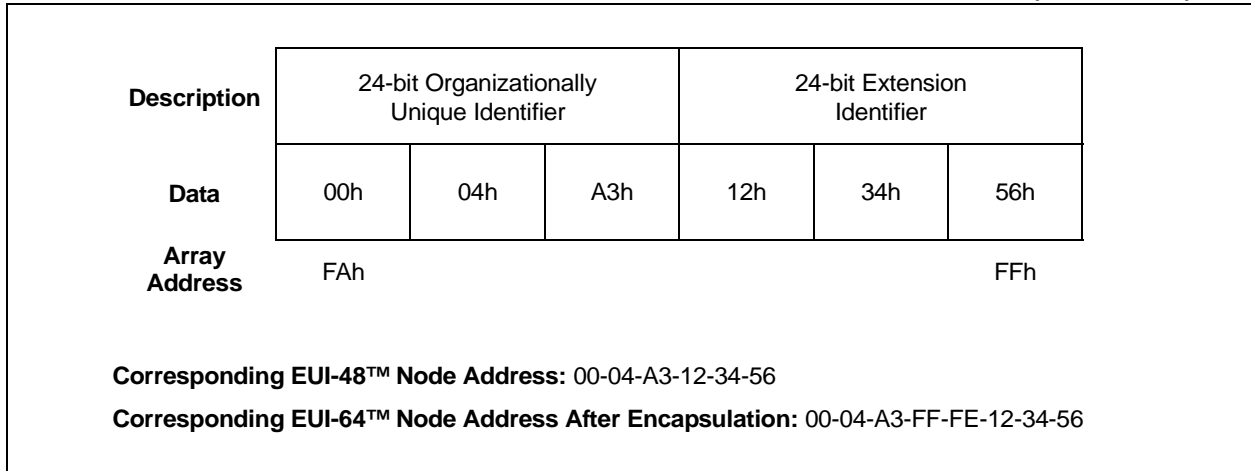 Description
24-bit Organizationally
Unique Identifier
24-bit Extension
Identifier
Data
00h
04h
A3h
12h
34h
56h
Array
Address
FAh
FFh
Corresponding EUI-48™ Node Address: 00-04-A3-12-34-56
Corresponding EUI-64™ Node Address After Encapsulation: 00-04-A3-FF-FE-12-34-56